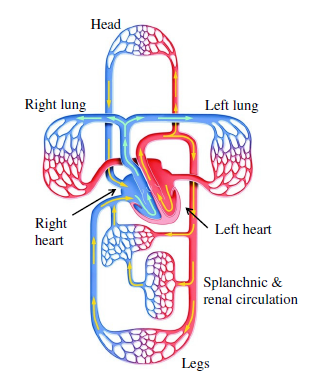 Head
Right lung
Left lung
Right
heart
Left heart
Splanchnic &
renal circulation
Legs